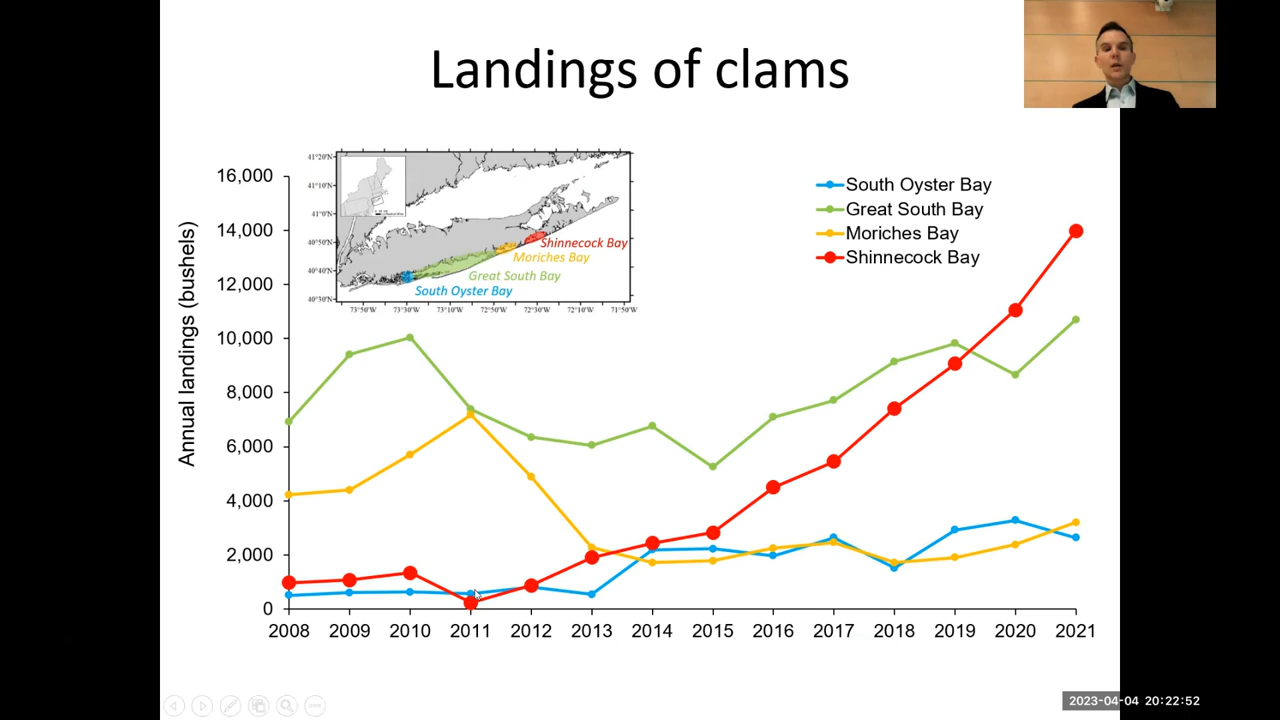 Landings of clams
Annual landings (bushels)
16,000
14,000
12,000
10,000
8,000
6,000
4,000
2,000
0
2008 2009 2010 2011 2012 2013 2014 2015 2016 2017 2018 2019 2020 2021
South Oyster Bay
Great South Bay
Moriches Bay
Shinnecock Bay
41°20'N
41°10'N
41°0'N
40°50'N
40°40'N
40°30'N
73°50'W 73°30'W 73°10'W 72°50'W 72°30'W 72°10'W 71°50'W
Shinnecock Bay
Moriches Bay
Great South Bay
South Oyster Bay
2023-04-04 20:22:52